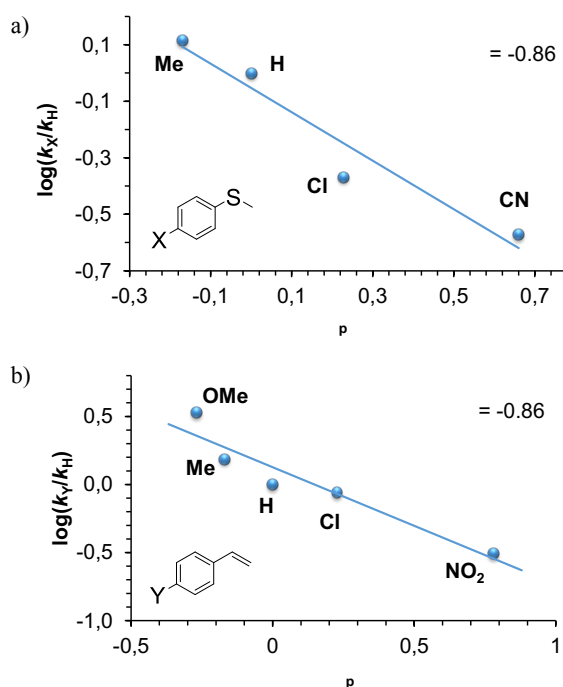 a)
0,1
Me
H
= -0.86
-0,1
log(kX/kH)
-0,3
Cl
CN
S
-0,5
X
-0,7
-0,3
-0,1
0,1
0,3
0,5
0,7
p
b)
OMe
0,5
= -0.86
Me
log(kY/kH)
0,0
H
Cl
-0,5
NO2
Y
-1,0
-0,5
0
0,5
1
p